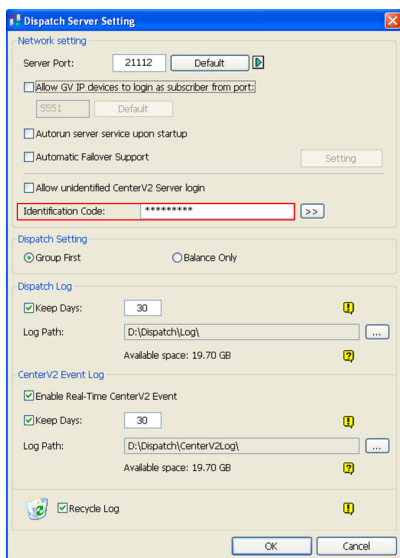 Dispatch Server Setting
Network setting
Server Port: 21112 Default
Allow GV IP devices to login as subscriber from port:
5551 Default
Autorun server service upon startup
Automatic Failover Support Setting
Allow unidentified CenterV2 Server login
Identification Code: ********* >>
Dispatch Setting
Group First Balance Only
Dispatch Log
Keep Days: 30
Log Path: D:\Dispatch\Log\ ...
Available space: 19.70 GB
CenterV2 Event Log
Enable Real-Time CenterV2 Event
Keep Days: 30
Log Path: D:\Dispatch\CenterV2Log\ ...
Available space: 19.70 GB
Recycle Log
OK Cancel